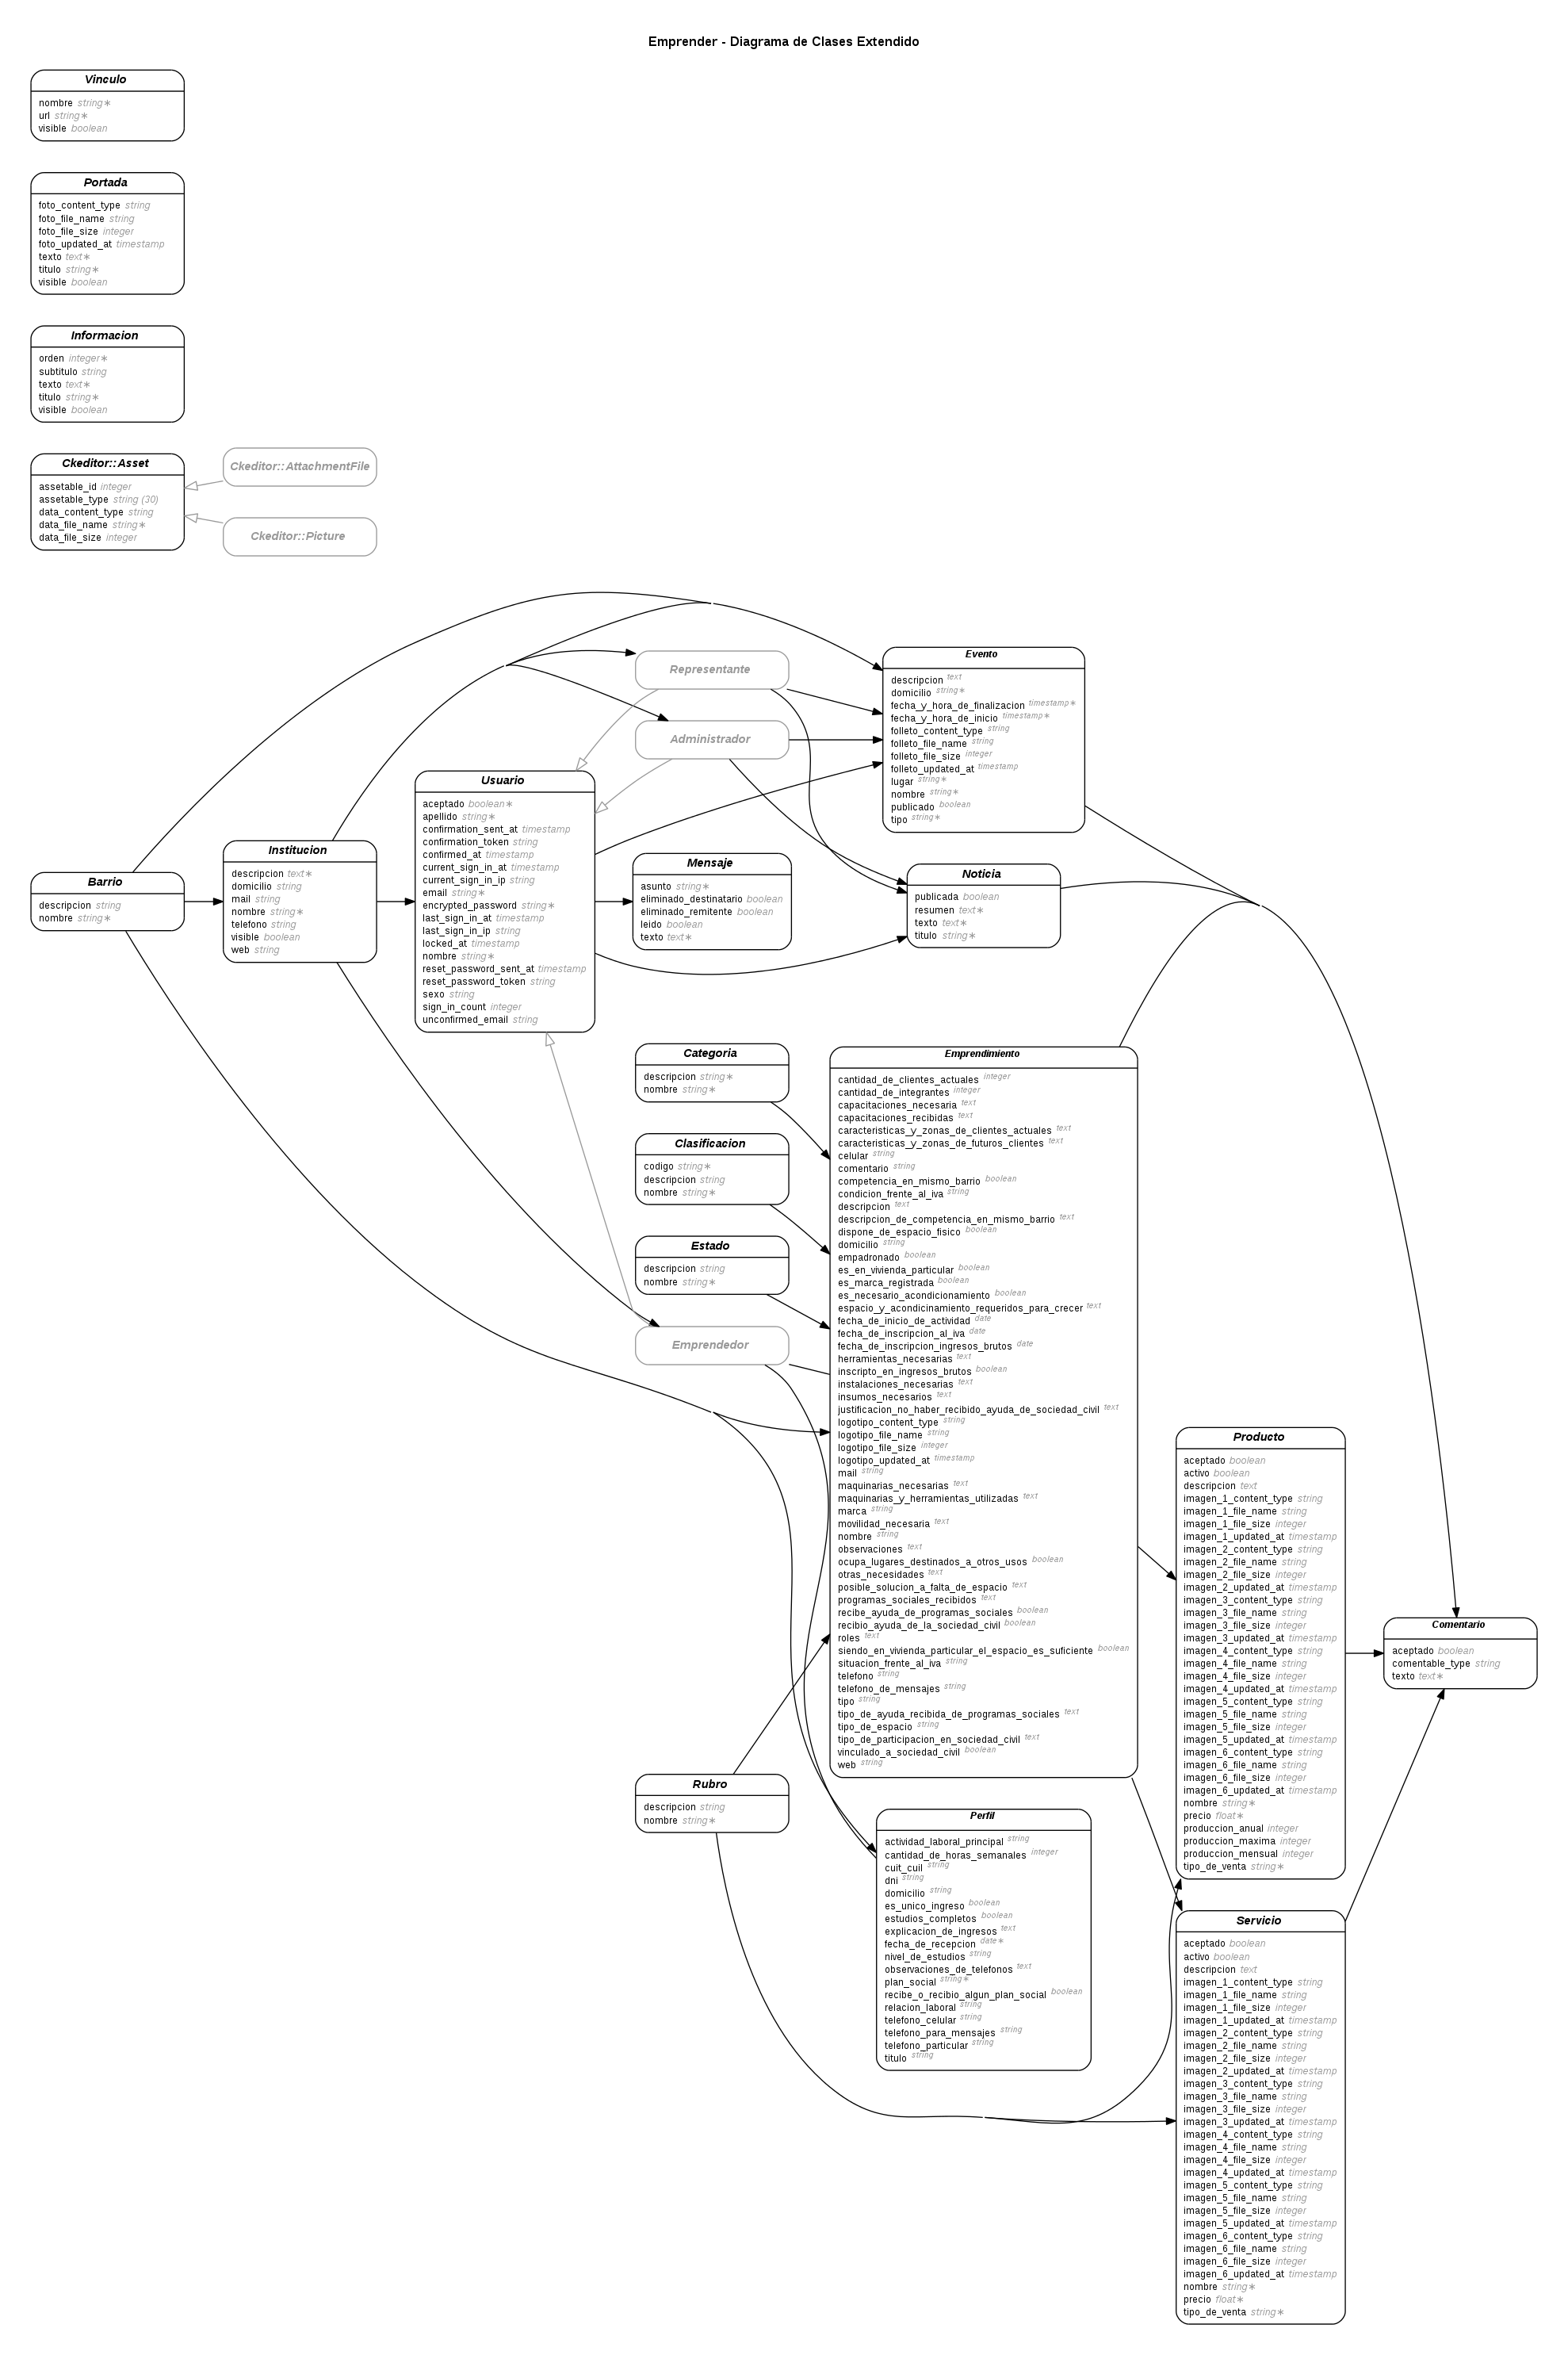 Emprender - Diagrama de Clases Extendido
Vinculo
nombre string∗
url string∗
visible boolean
Portada
foto_content_type string
foto_file_name string
foto_file_size integer
foto_updated_at timestamp
texto text∗
titulo string∗
visible boolean
Informacion
orden integer∗
subtitulo string
texto text∗
titulo string∗
visible boolean
Ckeditor::Asset
assetable_id integer
assetable_type string (30)
data_content_type string
data_file_name string∗
data_file_size integer
Ckeditor::AttachmentFile
Ckeditor::Picture
Barrio
descripcion string
nombre string∗
Institucion
descripcion text∗
domicilio string
mail string
nombre string∗
telefono string
visible boolean
web string
Usuario
aceptado boolean∗
apellido string∗
confirmation_sent_at timestamp
confirmation_token string
confirmed_at timestamp
current_sign_in_at timestamp
current_sign_in_ip string
email string∗
encrypted_password string∗
last_sign_in_at timestamp
last_sign_in_ip string
locked_at timestamp
nombre string∗
reset_password_sent_at timestamp
reset_password_token string
sexo string
sign_in_count integer
unconfirmed_email string
Representante
Administrador
Mensaje
asunto string∗
eliminado_destinatario boolean
eliminado_remitente boolean
leido boolean
texto text∗
Categoria
descripcion string∗
nombre string∗
Clasificacion
codigo string∗
descripcion string
nombre string∗
Estado
descripcion string
nombre string∗
Emprendedor
Rubro
descripcion string
nombre string∗
Evento
descripcion text
domicilio string∗
fecha_y_hora_de_finalizacion timestamp∗
fecha_y_hora_de_inicio timestamp∗
folleto_content_type string
folleto_file_name string
folleto_file_size integer
folleto_updated_at timestamp
lugar string∗
nombre string∗
publicado boolean
tipo string∗
Noticia
publicada boolean
resumen text∗
texto text∗
titulo string∗
Emprendimiento
cantidad_de_clientes_actuales integer
cantidad_de_integrantes integer
capacitaciones_necesaria text
capacitaciones_recibidas text
caracteristicas_y_zonas_de_clientes_actuales text
caracteristicas_y_zonas_de_futuros_clientes text
celular string
comentario string
competencia_en_mismo_barrio boolean
condicion_frente_al_iva string
descripcion text
descripcion_de_competencia_en_mismo_barrio text
dispone_de_espacio_fisico boolean
domicilio string
empadronado boolean
es_en_vivienda_particular boolean
es_marca_registrada boolean
es_necesario_acondicionamiento boolean
espacio_y_acondicinamiento_requeridos_para_crecer text
fecha_de_inicio_de_actividad date
fecha_de_inscripcion_al_iva date
fecha_de_inscripcion_ingresos_brutos date
herramientas_necesarias text
inscripto_en_ingresos_brutos boolean
instalaciones_necesarias text
insumos_necesarios text
justificacion_no_haber_recibido_ayuda_de_sociedad_civil text
logotipo_content_type string
logotipo_file_name string
logotipo_file_size integer
logotipo_updated_at timestamp
mail string
maquinarias_necesarias text
maquinarias_y_herramientas_utilizadas text
marca string
movilidad_necesaria text
nombre string
observaciones text
ocupa_lugares_destinados_a_otros_usos boolean
otras_necesidades text
posible_solucion_a_falta_de_espacio text
programas_sociales_recibidos text
recibe_ayuda_de_programas_sociales boolean
recibio_ayuda_de_la_sociedad_civil boolean
roles text
siendo_en_vivienda_particular_el_espacio_es_suficiente boolean
situacion_frente_al_iva string
telefono string
telefono_de_mensajes string
tipo string
tipo_de_ayuda_recibida_de_programas_sociales text
tipo_de_espacio string
tipo_de_participacion_en_sociedad_civil text
vinculado_a_sociedad_civil boolean
web string
Perfil
actividad_laboral_principal string
cantidad_de_horas_semanales integer
cuit_cuil string
dni string
domicilio string
es_unico_ingreso boolean
estudios_completos boolean
explicacion_de_ingresos text
fecha_de_recepcion date∗
nivel_de_estudios string
observaciones_de_telefonos text
plan_social string∗
recibe_o_recibio_algun_plan_social boolean
relacion_laboral string
telefono_celular string
telefono_para_mensajes string
telefono_particular string
titulo string
Producto
aceptado boolean
activo boolean
descripcion text
imagen_1_content_type string
imagen_1_file_name string
imagen_1_file_size integer
imagen_1_updated_at timestamp
imagen_2_content_type string
imagen_2_file_name string
imagen_2_file_size integer
imagen_2_updated_at timestamp
imagen_3_content_type string
imagen_3_file_name string
imagen_3_file_size integer
imagen_3_updated_at timestamp
imagen_4_content_type string
imagen_4_file_name string
imagen_4_file_size integer
imagen_4_updated_at timestamp
imagen_5_content_type string
imagen_5_file_name string
imagen_5_file_size integer
imagen_5_updated_at timestamp
imagen_6_content_type string
imagen_6_file_name string
imagen_6_file_size integer
imagen_6_updated_at timestamp
nombre string∗
precio float∗
produccion_anual integer
produccion_maxima integer
produccion_mensual integer
tipo_de_venta string∗
Servicio
aceptado boolean
activo boolean
descripcion text
imagen_1_content_type string
imagen_1_file_name string
imagen_1_file_size integer
imagen_1_updated_at timestamp
imagen_2_content_type string
imagen_2_file_name string
imagen_2_file_size integer
imagen_2_updated_at timestamp
imagen_3_content_type string
imagen_3_file_name string
imagen_3_file_size integer
imagen_3_updated_at timestamp
imagen_4_content_type string
imagen_4_file_name string
imagen_4_file_size integer
imagen_4_updated_at timestamp
imagen_5_content_type string
imagen_5_file_name string
imagen_5_file_size integer
imagen_5_updated_at timestamp
imagen_6_content_type string
imagen_6_file_name string
imagen_6_file_size integer
imagen_6_updated_at timestamp
nombre string∗
precio float∗
tipo_de_venta string∗
Comentario
aceptado boolean
comentable_type string
texto text∗